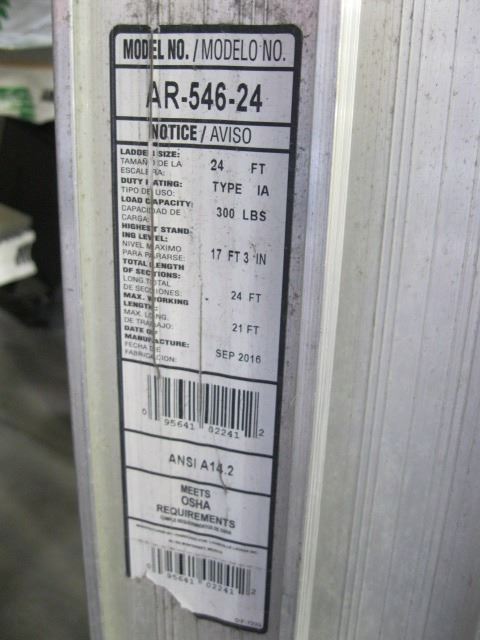 MODEL NO. / MODELO NO.
AR-546-24
NOTICE / AVISO
LADDER SIZE:
TAMAÑO DE LA
ESCALERA:
24 FT
DUTY RATING:
TIPO DE USO:
TYPE IA
LOAD CAPACITY:
CAPACIDAD DE
CARGA:
300 LBS
HIGHEST STAND-
ING LEVEL:
NIVEL MAXIMO
PARA PARARSE:
17 FT 3 IN
TOTAL LENGTH
OF SECTIONS:
LONG. TOTAL
DE SECCIONES:
24 FT
MAX. WORKING
LENGTH:
MAX. LONG.
DE TRABAJO:
21 FT
DATE OF
MANUFACTURE:
FECHA DE
FABRICACION:
SEP 2016
0 95641 02241 2
ANSI A14.2
MEETS
OSHA
REQUIREMENTS
95641 02241 2